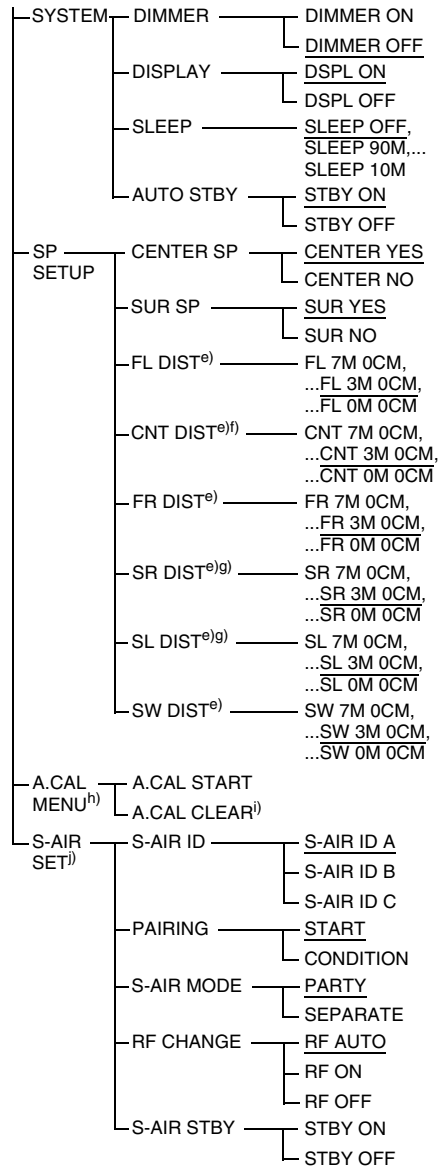 SYSTEM DIMMER DIMMER ON
DIMMER OFF
DISPLAY DSPL ON
DSPL OFF
SLEEP SLEEP OFF,
SLEEP 90M,...
SLEEP 10M
AUTO STBY STBY ON
STBY OFF
SP CENTER SP CENTER YES
SETUP
CENTER NO
SUR SP SUR YES
SUR NO
FL DISTe) FL 7M 0CM,
...FL 3M 0CM,
...FL 0M 0CM
CNT DISTe)f) CNT 7M 0CM,
...CNT 3M 0CM,
...CNT 0M 0CM
FR DISTe) FR 7M 0CM,
...FR 3M 0CM,
...FR 0M 0CM
SR DISTe)g) SR 7M 0CM,
...SR 3M 0CM,
...SR 0M 0CM
SL DISTe)g) SL 7M 0CM,
...SL 3M 0CM,
...SL 0M 0CM
SW DISTe) SW 7M 0CM,
...SW 3M 0CM,
...SW 0M 0CM
A.CAL A.CAL START
MENUh)
A.CAL CLEARi)
S-AIR S-AIR ID S-AIR ID A
SETj)
S-AIR ID B
S-AIR ID C
PAIRING START
CONDITION
S-AIR MODE PARTY
SEPARATE
RF CHANGE RF AUTO
RF ON
RF OFF
S-AIR STBY STBY ON
STBY OFF